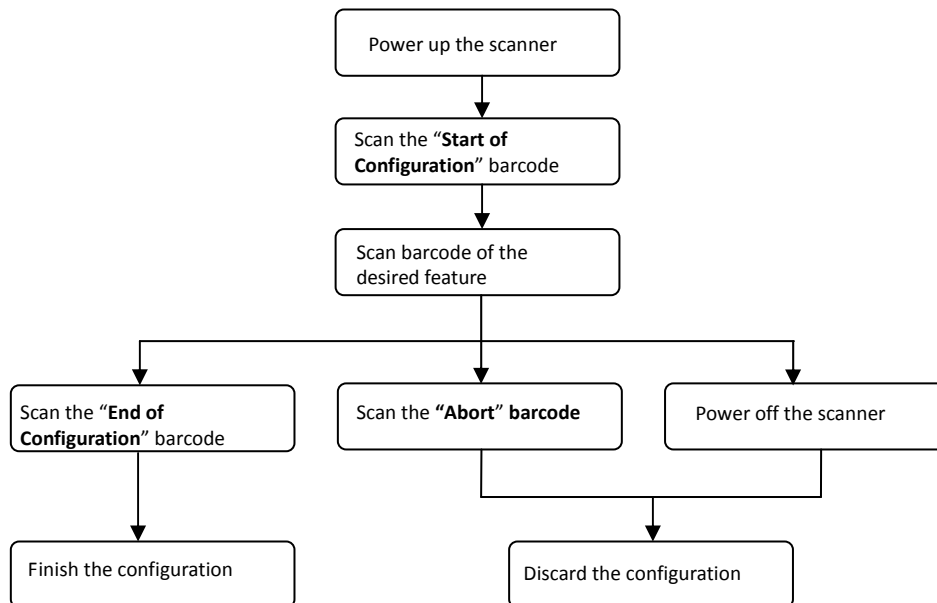 Power up the scanner
Scan the “Start of
Configuration” barcode
Scan barcode of the
desired feature
Scan the “End of
Configuration” barcode
Scan the “Abort” barcode
Power off the scanner
Finish the configuration
Discard the configuration